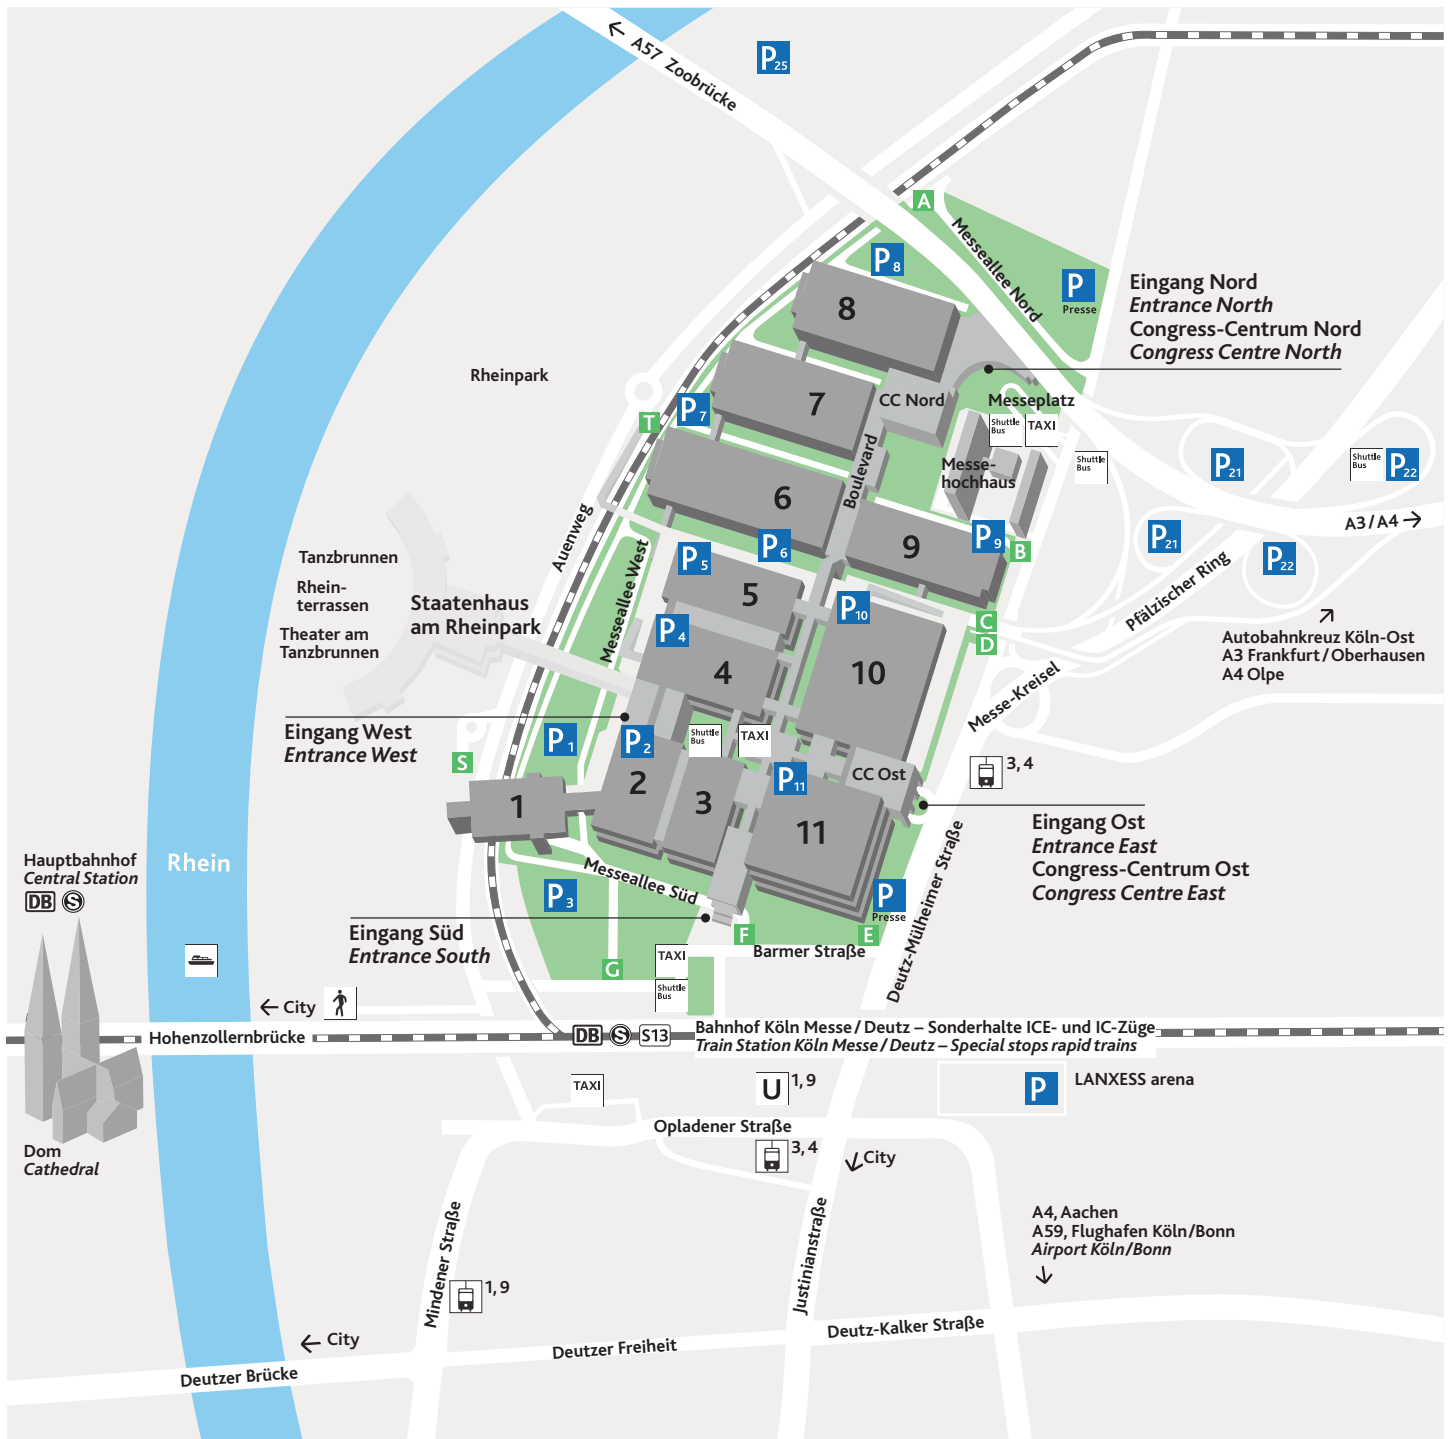 A57 Zoobrücke
P25
A
Messeallee Nord
P8
P
Presse
Eingang Nord
Entrance North
Congress-Centrum Nord
Congress Centre North
8
Rheinpark
7
CC Nord
Messeplatz
P7
T
Shuttle
Bus
TAXI
Boulevard
Messe-
hochhaus
Shuttle
Bus
P21
Shuttle
Bus
P22
6
A3/A4
Auenweg
P6
9
P9
B
P21
P22
Tanzbrunnen
Rhein-
terrassen
Theater am
Tanzbrunnen
Staatenhaus
am Rheinpark
Messeallee West
P5
5
P10
Pfälzischer Ring
C
D
P4
4
10
Messe-Kreisel
Autobahnkreuz Köln-Ost
A3 Frankfurt/Oberhausen
A4 Olpe
Eingang West
Entrance West
P1
P2
Shuttle
Bus
TAXI
S
3, 4
P11
CC Ost
1
2
3
11
Eingang Ost
Entrance East
Congress-Centrum Ost
Congress Centre East
Deutz-Mülheimer Straße
Hauptbahnhof
Central Station
DB S
Rhein
Messeallee Süd
P3
P
Presse
Eingang Süd
Entrance South
F
E
Barmer Straße
G
TAXI
Shuttle
Bus
City
Hohenzollernbrücke
DB S S13
Bahnhof Köln Messe/Deutz – Sonderhalte ICE- und IC-Züge
Train Station Köln Messe/Deutz – Special stops rapid trains
TAXI
U 1, 9
P
LANXESS arena
Opladener Straße
3, 4
City
Dom
Cathedral
Mindener Straße
1, 9
Justinianstraße
A4, Aachen
A59, Flughafen Köln/Bonn
Airport Köln/Bonn
City
Deutzer Brücke
Deutzer Freiheit
Deutz-Kalker Straße